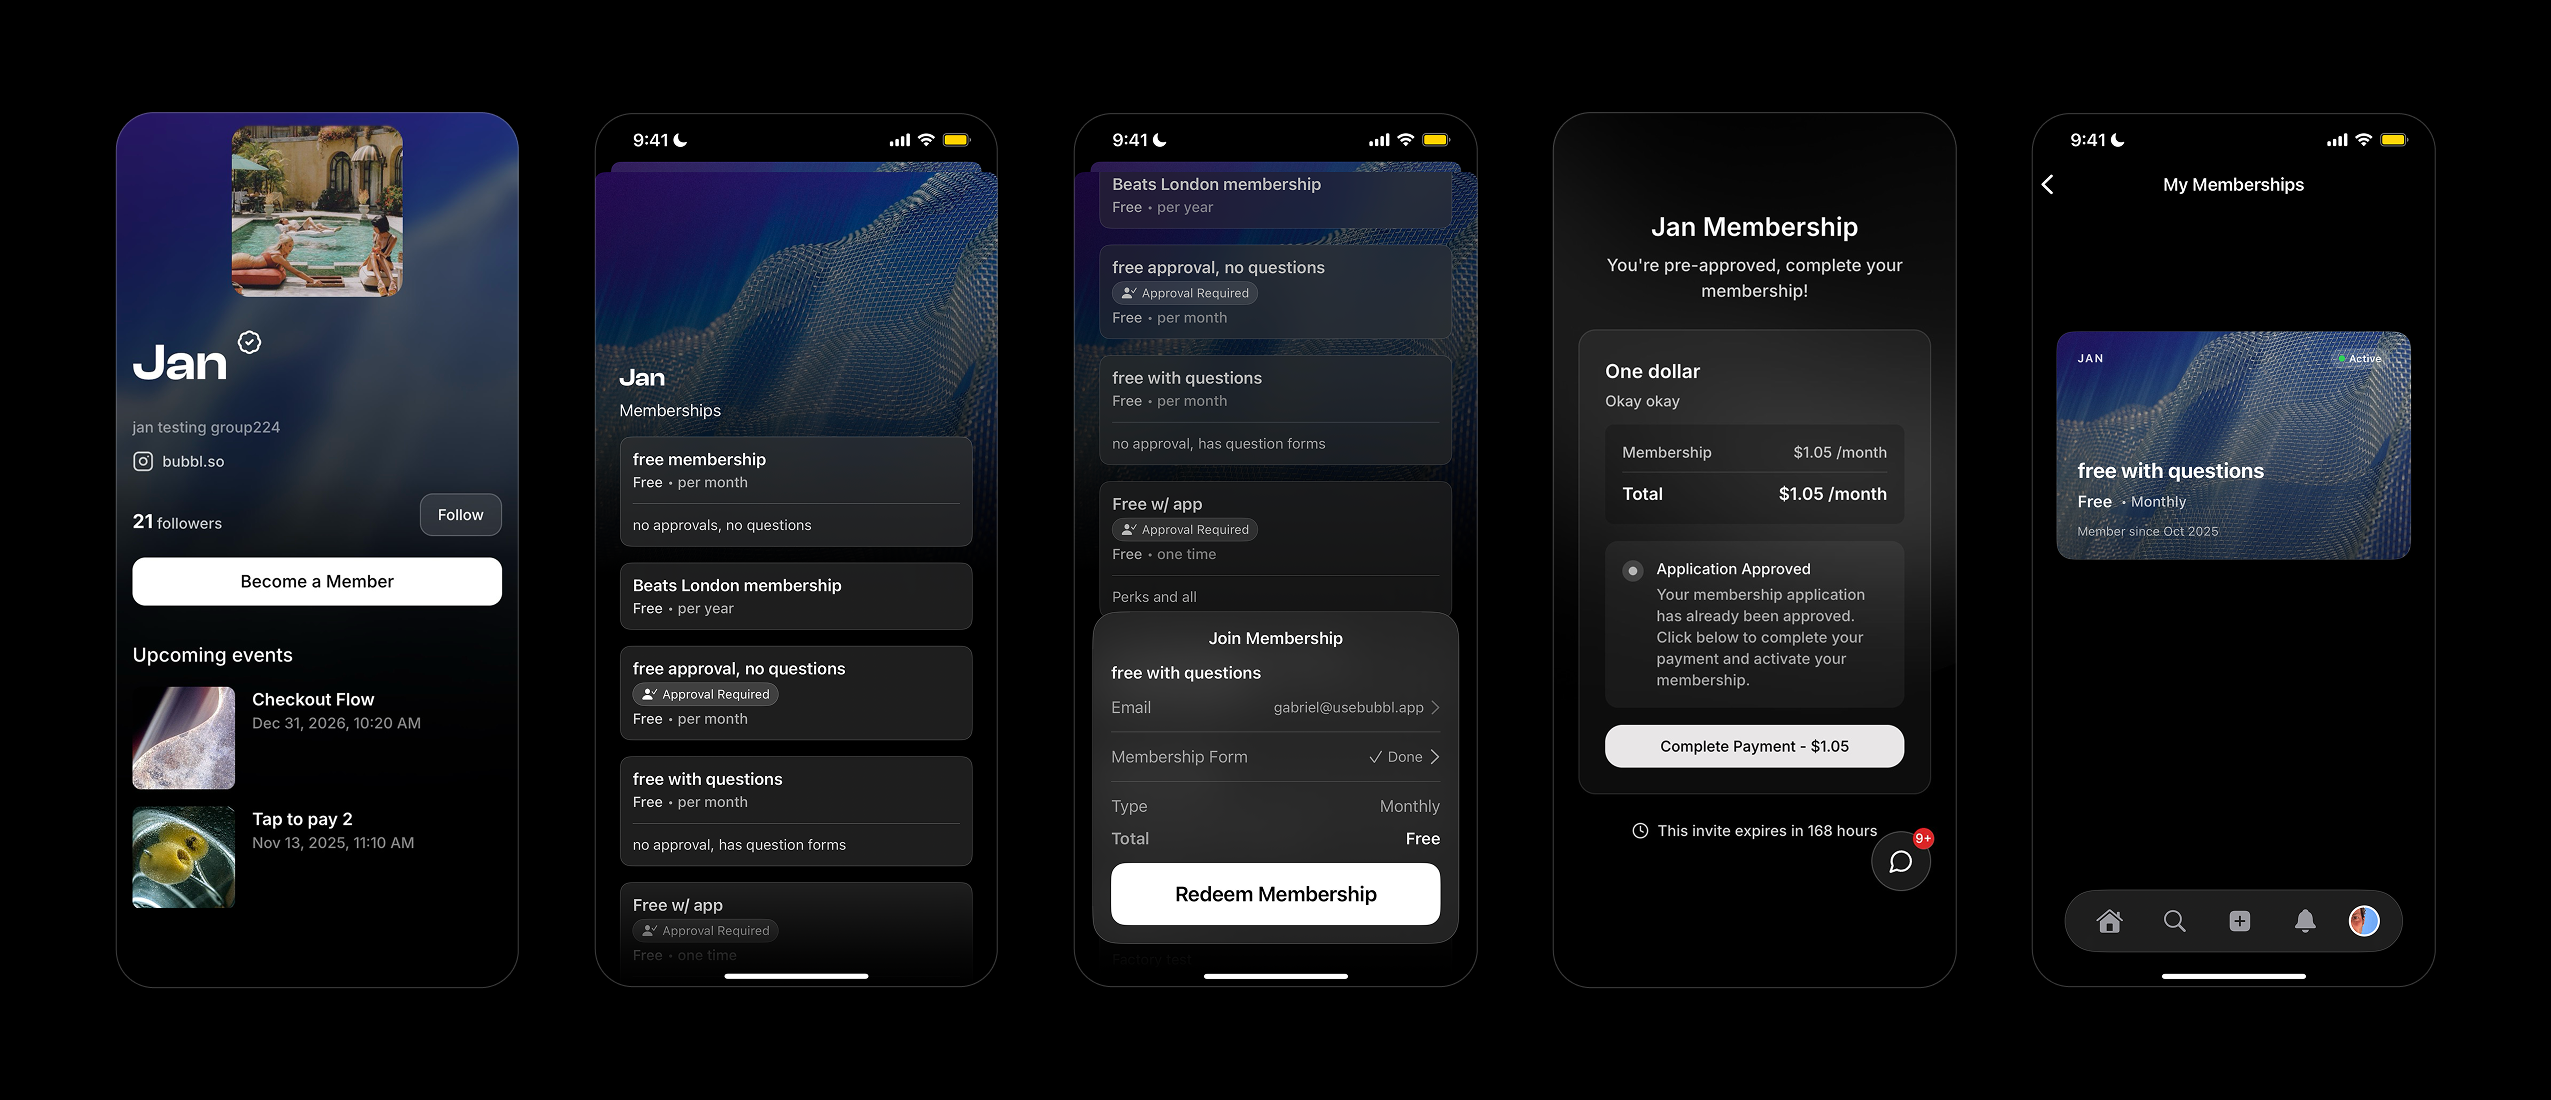 Jan
jan testing group224
bubbl.so
21 followers
Follow
Become a Member
Upcoming events
Checkout Flow
Dec 31, 2026, 10:20 AM
Tap to pay 2
Nov 13, 2025, 11:10 AM
9:41
Jan
Memberships
free membership
Free • per month
no approvals, no questions
Beats London membership
Free • per year
free approval, no questions
Approval Required
Free • per month
free with questions
Free • per month
no approval, has question forms
Free w/ app
Approval Required
Free • one time
9:41
Beats London membership
Free • per year
free approval, no questions
Approval Required
Free • per month
free with questions
Free • per month
no approval, has question forms
Free w/ app
Approval Required
Free • one time
Perks and all
Join Membership
free with questions
Email gabriel@usebubbl.app
Membership Form Done
Type Monthly
Total Free
Redeem Membership
Factory test
Jan Membership
You're pre-approved, complete your
membership!
One dollar
Okay okay
Membership $1.05 /month
Total $1.05 /month
Application Approved
Your membership application
has already been approved.
Click below to complete your
payment and activate your
membership.
Complete Payment - $1.05
This invite expires in 168 hours
9+
9:41
My Memberships
JAN
Active
free with questions
Free • Monthly
Member since Oct 2025